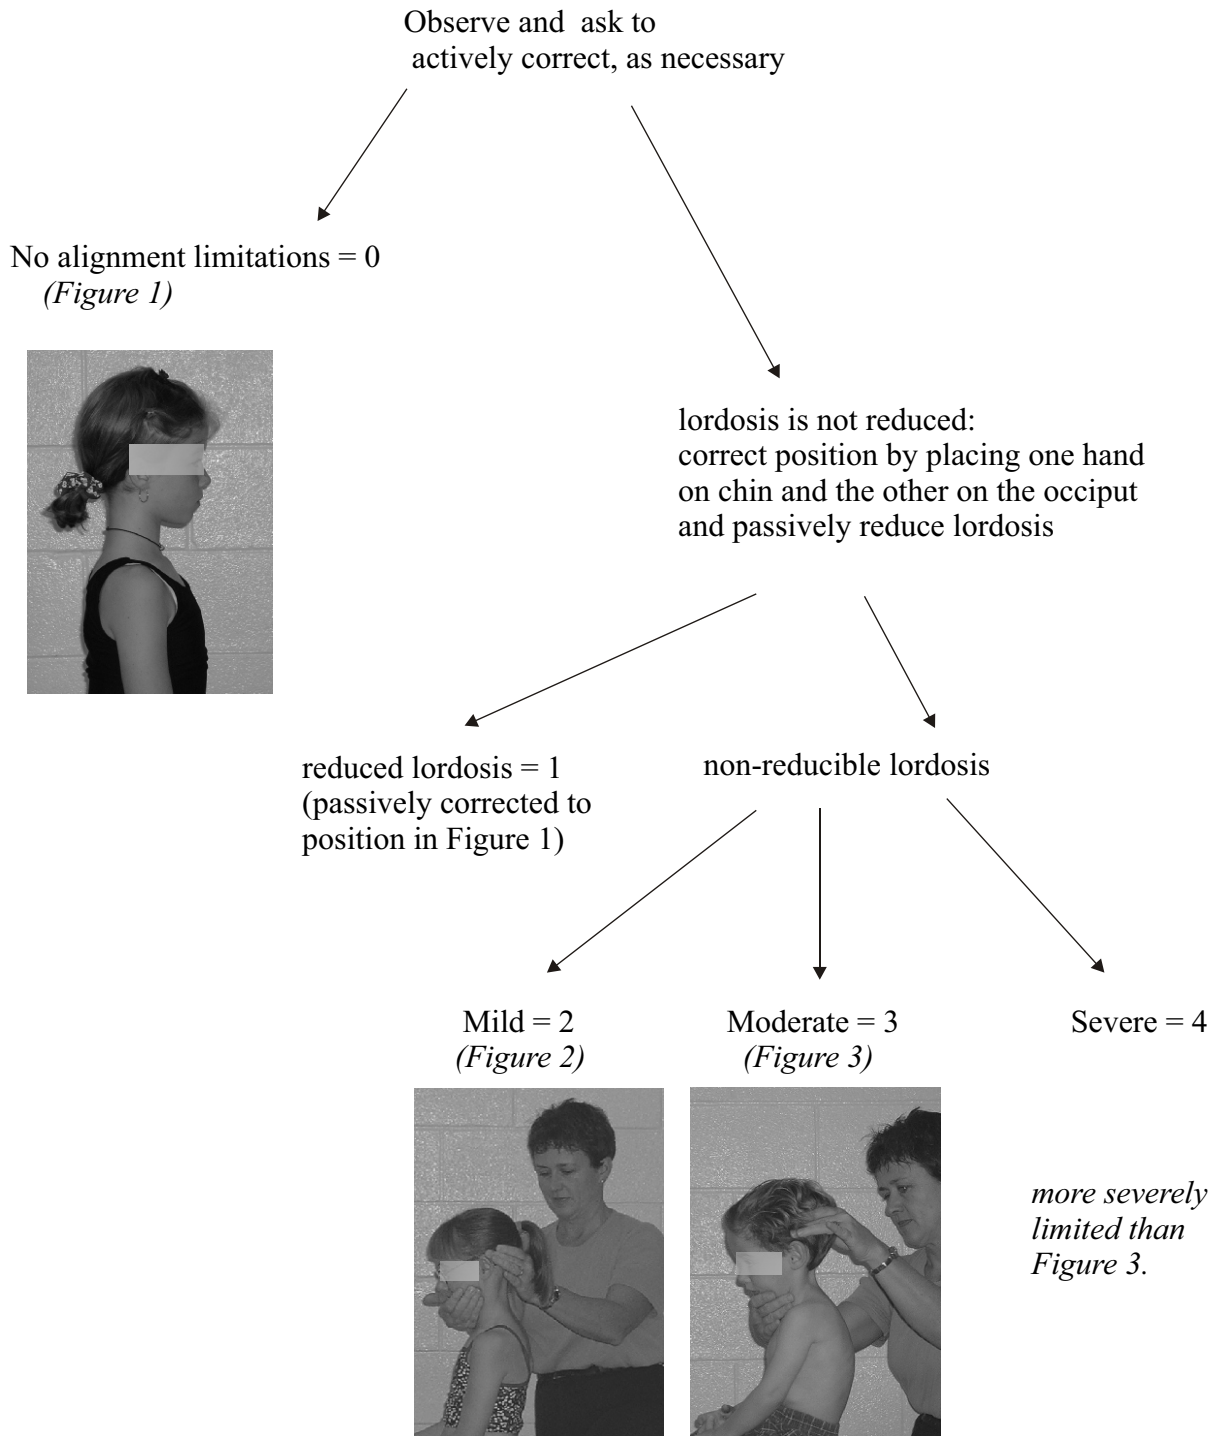 Observe and ask to
actively correct, as necessary
No alignment limitations = 0
(Figure 1)
lordosis is not reduced:
correct position by placing one hand
on chin and the other on the occiput
and passively reduce lordosis
reduced lordosis = 1
(passively corrected to
position in Figure 1)
non-reducible lordosis
Mild = 2
(Figure 2)
Moderate = 3
(Figure 3)
Severe = 4
more severely
limited than
Figure 3.